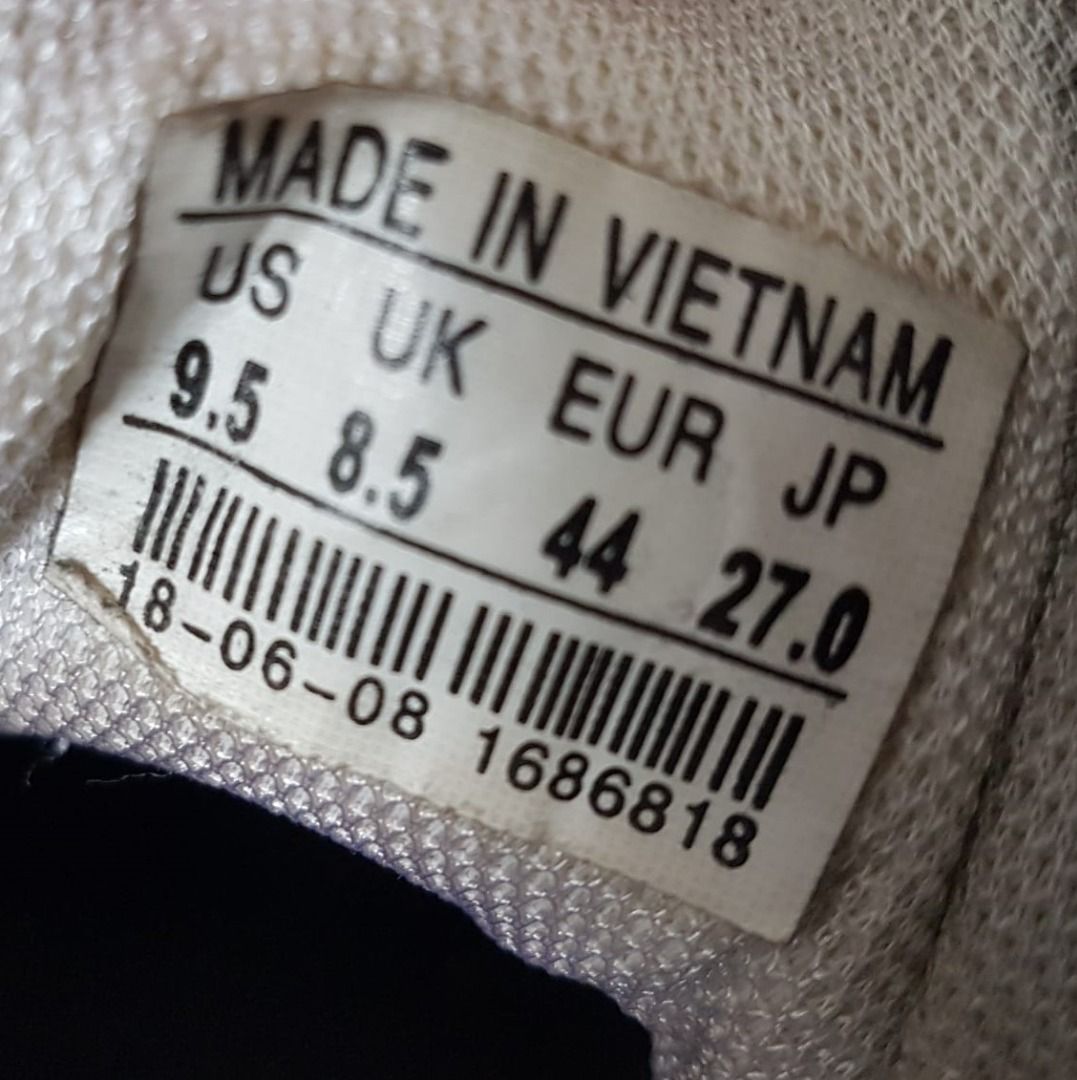 MADE IN VIETNAM
US UK EUR JP
9.5 8.5 44 27.0
18-06-08 1686818